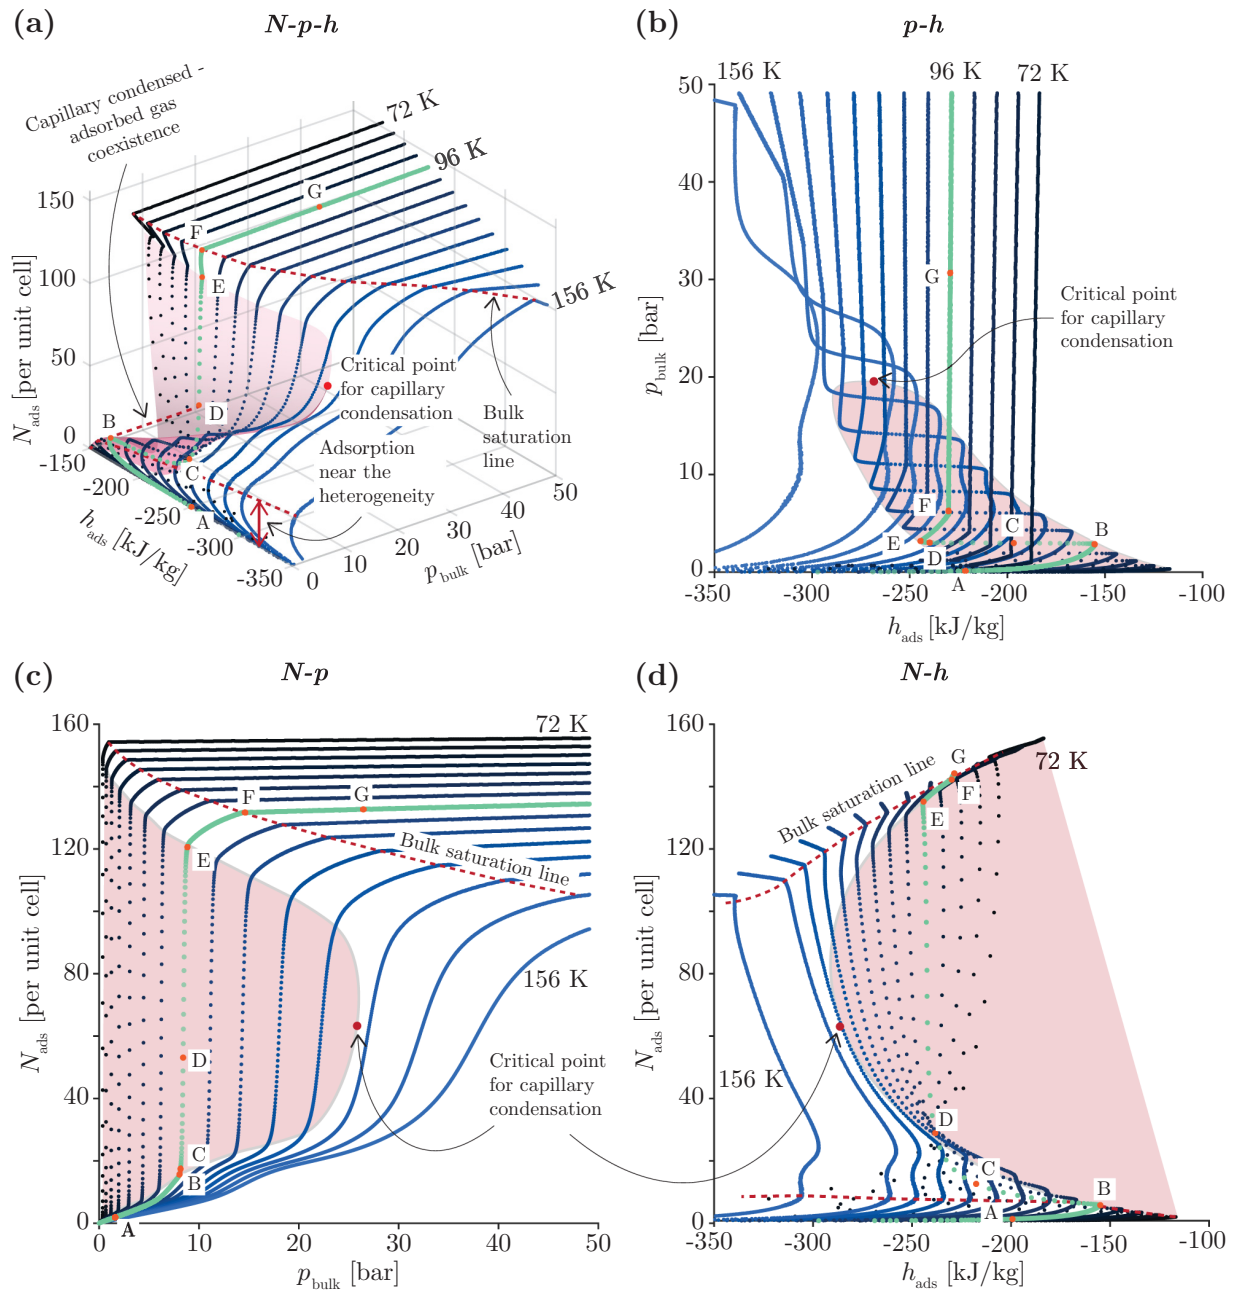 (a)
N-p-h
Capillary condensed -
adsorbed gas
coexistence
72 K
96 K
156 K
G
F
E
D
B
C
A
150
100
50
0
N_ads [per unit cell]
-150
-200
-250
-300
-350
h_ads [kJ/kg]
0
10
20
30
40
50
p_bulk [bar]
Critical point
for capillary
condensation
Adsorption
near the
heterogeneity
Bulk
saturation
line
(b)
p-h
156 K
96 K
72 K
50
40
30
20
10
0
p_bulk [bar]
G
Critical point
for capillary
condensation
F
E
D
C
B
A
-350
-300
-250
-200
-150
-100
h_ads [kJ/kg]
(c)
N-p
160
120
80
40
0
N_ads [per unit cell]
72 K
F
G
E
Bulk saturation line
156 K
D
C
B
A
0
10
20
30
40
50
p_bulk [bar]
Critical point
for capillary
condensation
(d)
N-h
160
120
80
40
0
N_ads [per unit cell]
Bulk saturation line
72 K
G
F
E
156 K
D
C
B
A
-350
-300
-250
-200
-150
-100
h_ads [kJ/kg]